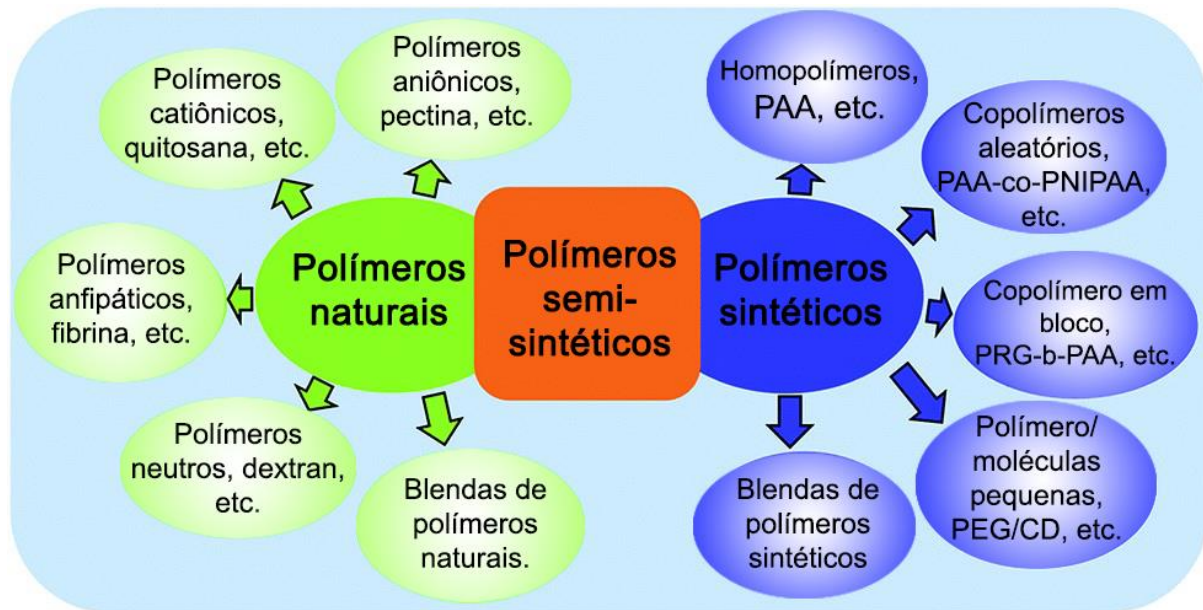 Polímeros
aniônicos,
pectina, etc.
Polímeros
catiônicos,
quitosana, etc.
Polímeros
anfipáticos,
fibrina, etc.
Polímeros
neutros, dextran,
etc.
Blendas de
polímeros
naturais.
Polímeros
naturais
Polímeros
semi-
sintéticos
Polímeros
sintéticos
Homopolímeros,
PAA, etc.
Copolímeros
aleatórios,
PAA-co-PNIPAA,
etc.
Copolímero em
bloco,
PRG-b-PAA, etc.
Polímero/
moléculas
pequenas,
PEG/CD, etc.
Blendas de
polímeros
sintéticos